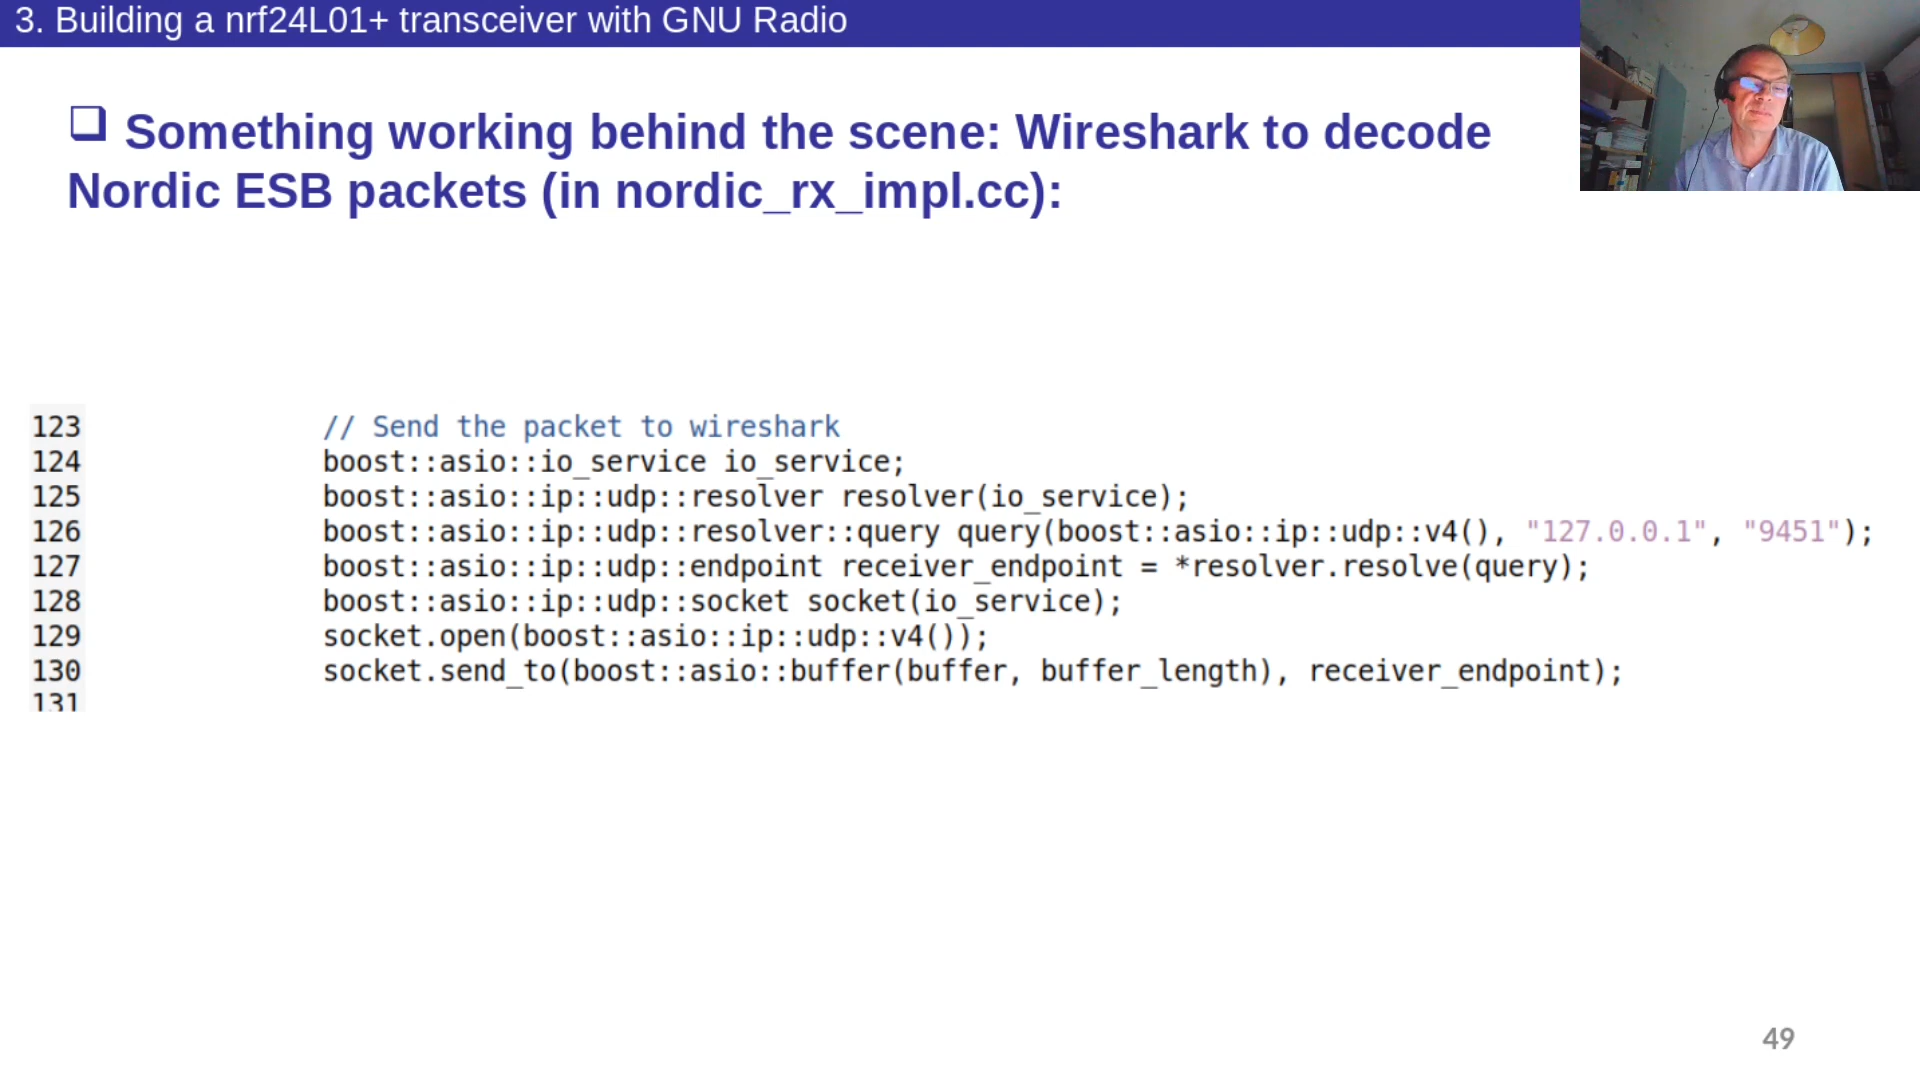 3. Building a nrf24L01+ transceiver with GNU Radio
Something working behind the scene: Wireshark to decode
Nordic ESB packets (in nordic_rx_impl.cc):
123 // Send the packet to wireshark
124 boost::asio::io_service io_service;
125 boost::asio::ip::udp::resolver resolver(io_service);
126 boost::asio::ip::udp::resolver::query query(boost::asio::ip::udp::v4(), "127.0.0.1", "9451");
127 boost::asio::ip::udp::endpoint receiver_endpoint = *resolver.resolve(query);
128 boost::asio::ip::udp::socket socket(io_service);
129 socket.open(boost::asio::ip::udp::v4());
130 socket.send_to(boost::asio::buffer(buffer, buffer_length), receiver_endpoint);
131
49